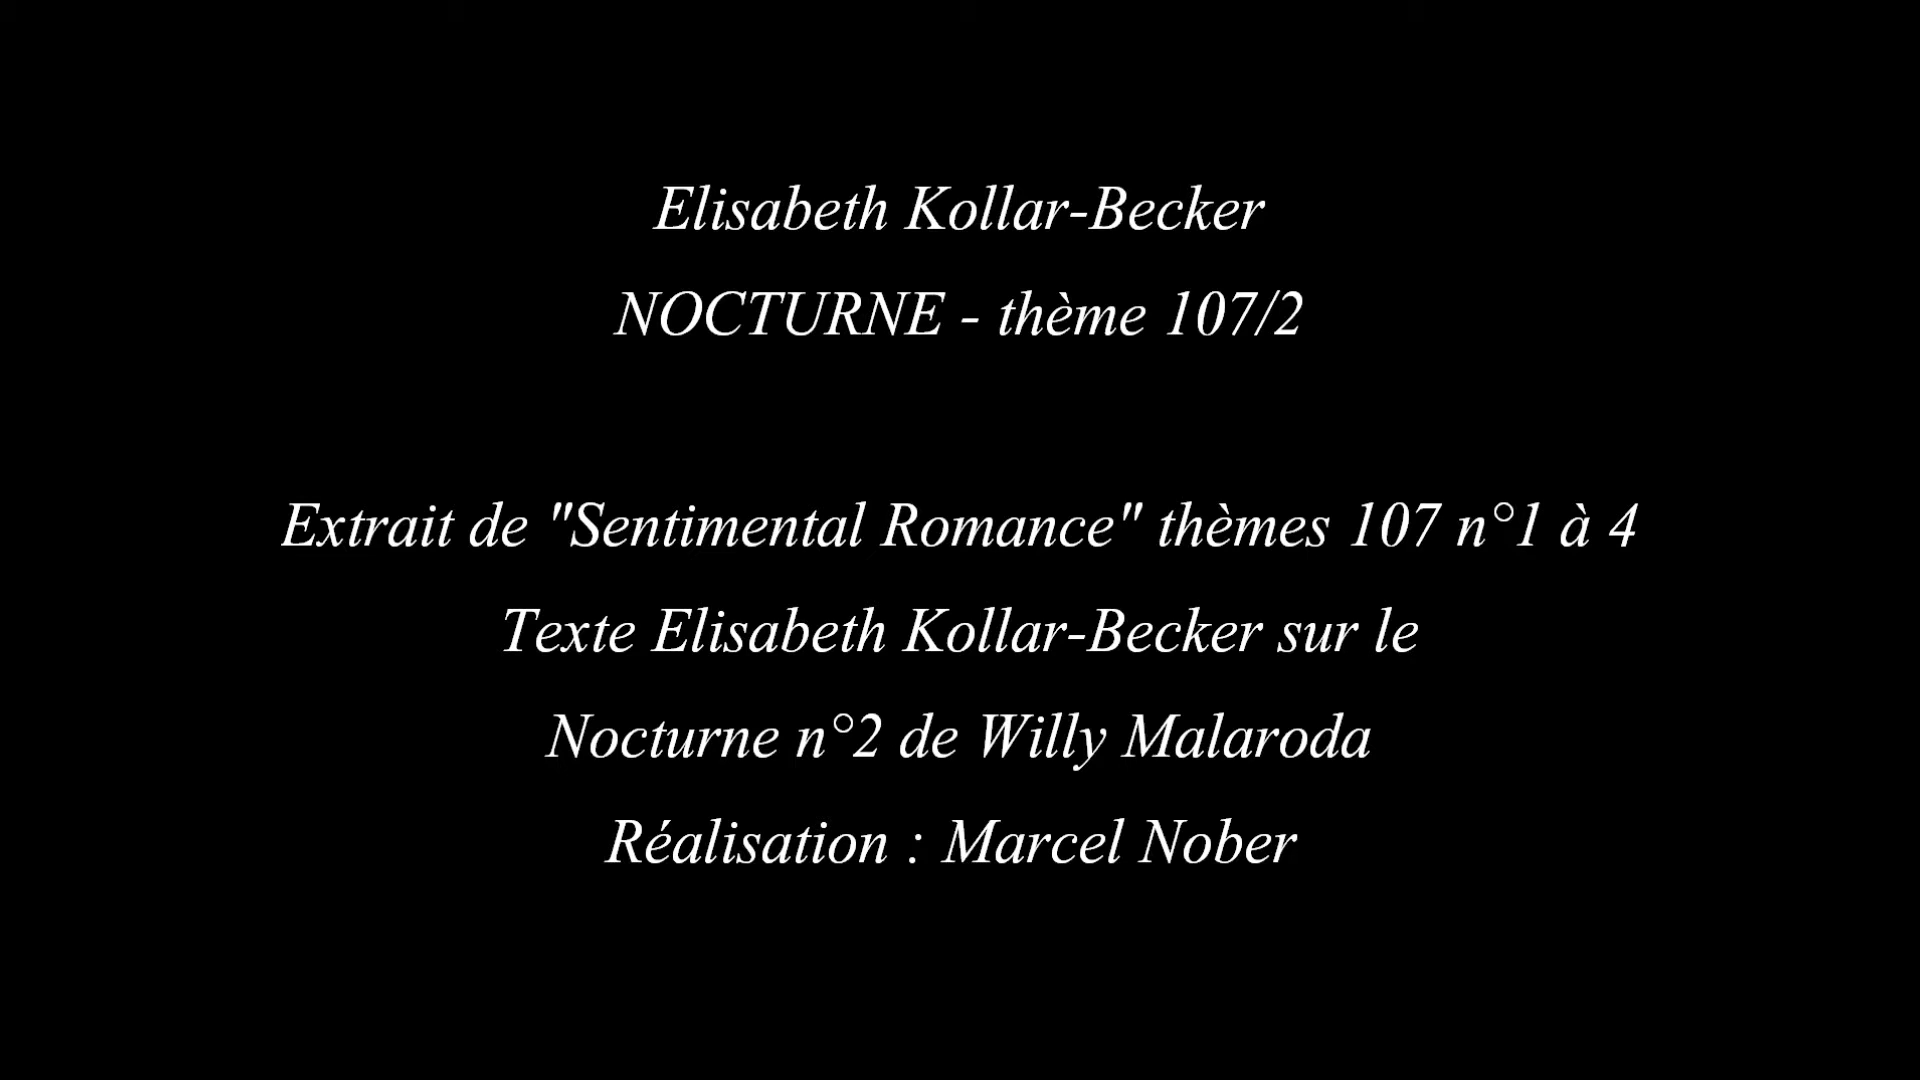 Elisabeth Kollar-Becker
NOCTURNE - thème 107/2
Extrait de "Sentimental Romance" thèmes 107 n°1 à 4
Texte Elisabeth Kollar-Becker sur le
Nocturne n°2 de Willy Malaroda
Réalisation : Marcel Nober